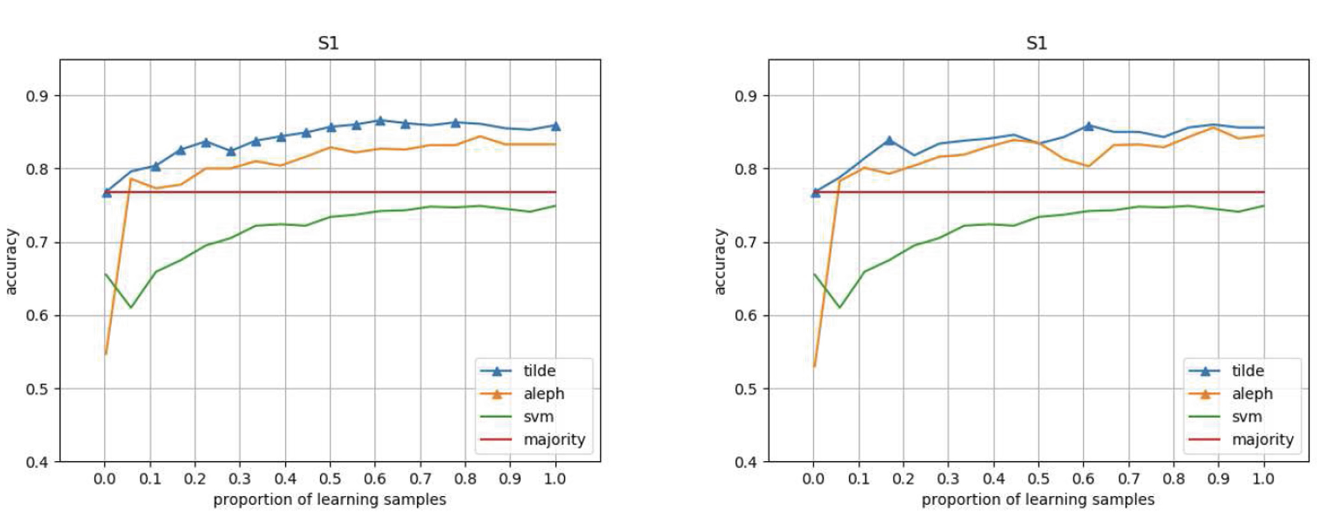 S1
0.9
0.8
0.7
0.6
0.5
0.4
accuracy
0.0 0.1 0.2 0.3 0.4 0.5 0.6 0.7 0.8 0.9 1.0
proportion of learning samples
tilde
aleph
svm
majority
S1
0.9
0.8
0.7
0.6
0.5
0.4
accuracy
0.0 0.1 0.2 0.3 0.4 0.5 0.6 0.7 0.8 0.9 1.0
proportion of learning samples
tilde
aleph
svm
majority